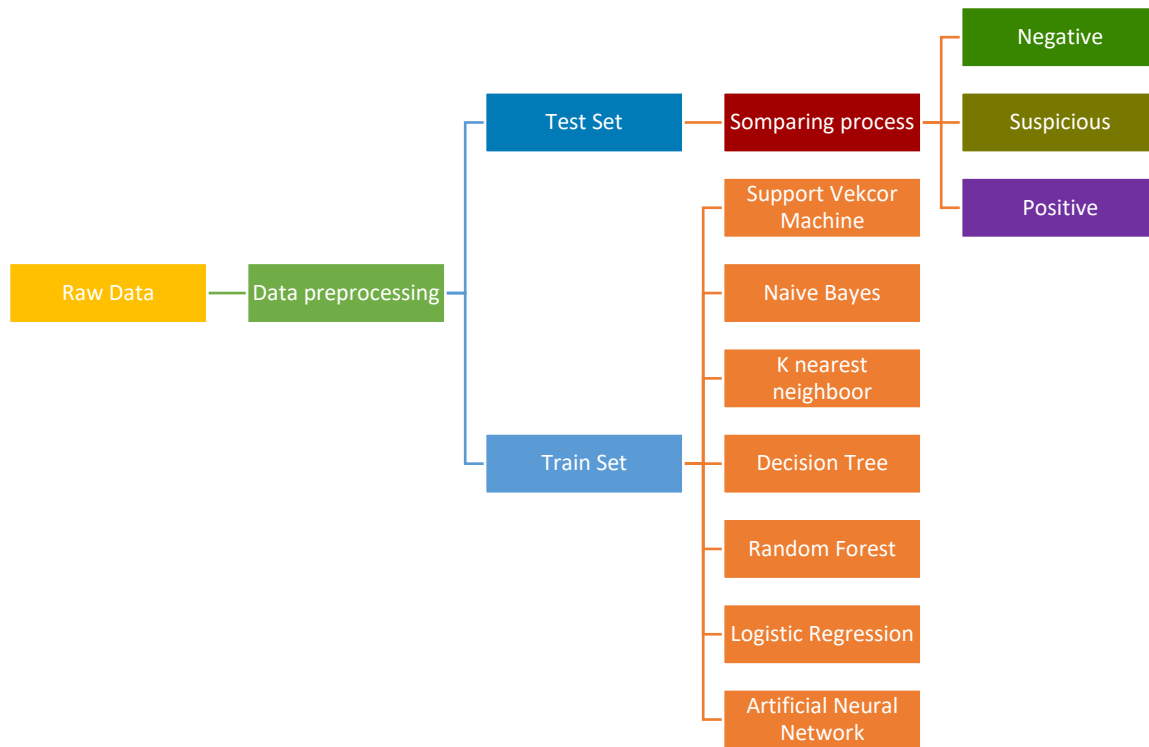 Negative
Test Set
Somparing process
Suspicious
Support Vekcor
Machine
Positive
Raw Data
Data preprocessing
Naive Bayes
K nearest
neighboor
Train Set
Decision Tree
Random Forest
Logistic Regression
Artificial Neural
Network